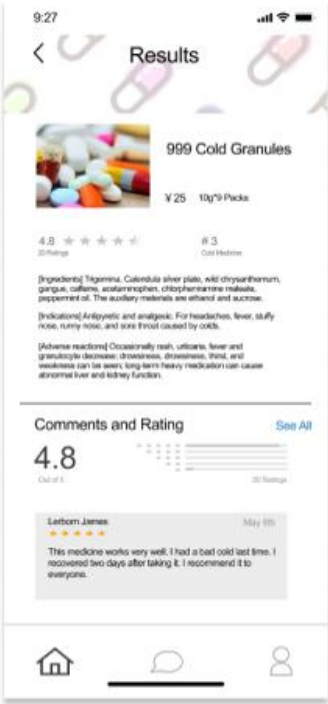 9:27
Results
999 Cold Granules
¥ 25 10g*9 Packs
4.8
20 Ratings
#3
Cold Medicine
[Ingredients] Trigemina, Calendula silver plate, wild chrysanthemum,
gangue, caffeine, acetaminophen, chlorpheniramine maleate,
peppermint oil. The auxiliary materials are ethanol and sucrose.
[Indications] Antipyretic and analgesic. For headaches, fever, stuffy
nose, runny nose, and sore throat caused by colds.
[Adverse reactions] Occasionally rash, urticaria, fever and
granulocyte decrease; drowsiness, drowsiness, thirst, and
weakness can be seen; long-term heavy medication can cause
abnormal liver and kidney function.
Comments and Rating See All
4.8
Out of 5
20 Ratings
Lerborn James May 9th
This medicine works very well. I had a bad cold last time. I
recovered two days after taking it. I recommend it to
everyone.